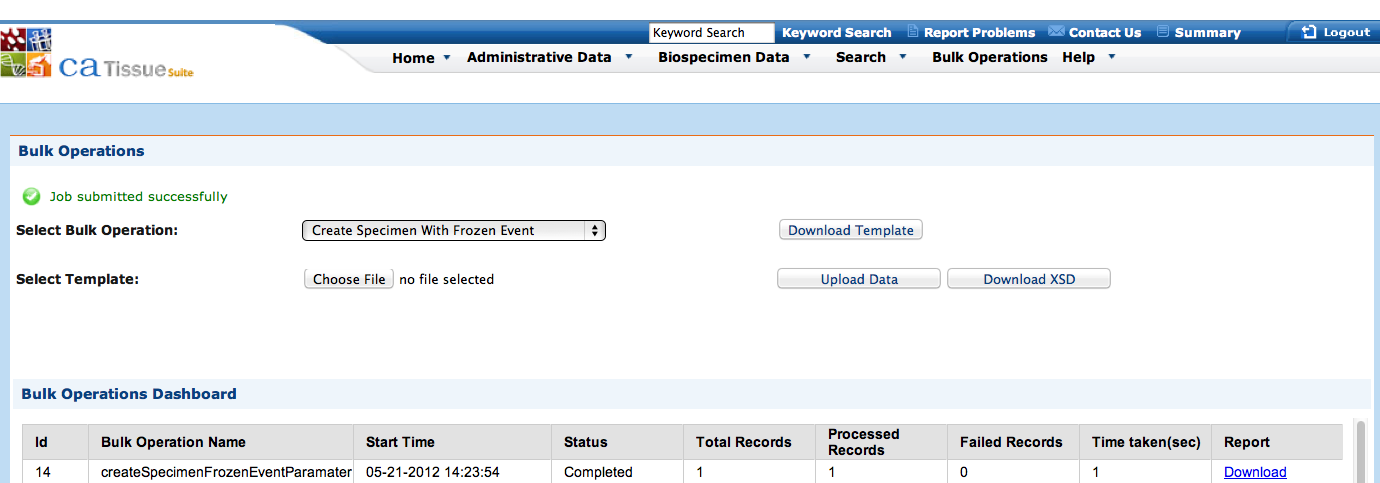 Keyword Search Keyword Search Report Problems Contact Us Summary Logout
ca Tissue Suite
Home Administrative Data Biospecimen Data Search Bulk Operations Help
Bulk Operations
Job submitted successfully
Select Bulk Operation: Create Specimen With Frozen Event Download Template
Select Template: Choose File no file selected Upload Data Download XSD
Bulk Operations Dashboard
Id Bulk Operation Name Start Time Status Total Records Processed Records Failed Records Time taken(sec) Report
14 createSpecimenFrozenEventParamater 05-21-2012 14:23:54 Completed 1 1 0 1 Download